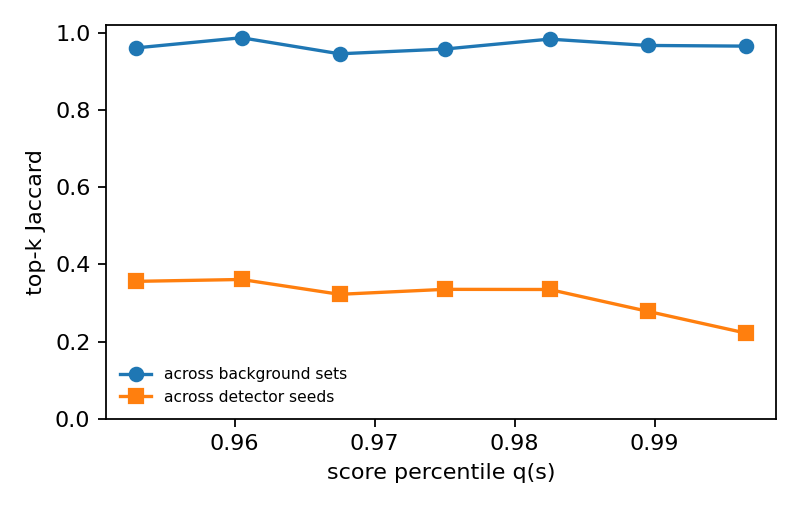 1.0
0.8
0.6
0.4
0.2
0.0
top-k Jaccard
across background sets
across detector seeds
0.96 0.97 0.98 0.99
score percentile q(s)